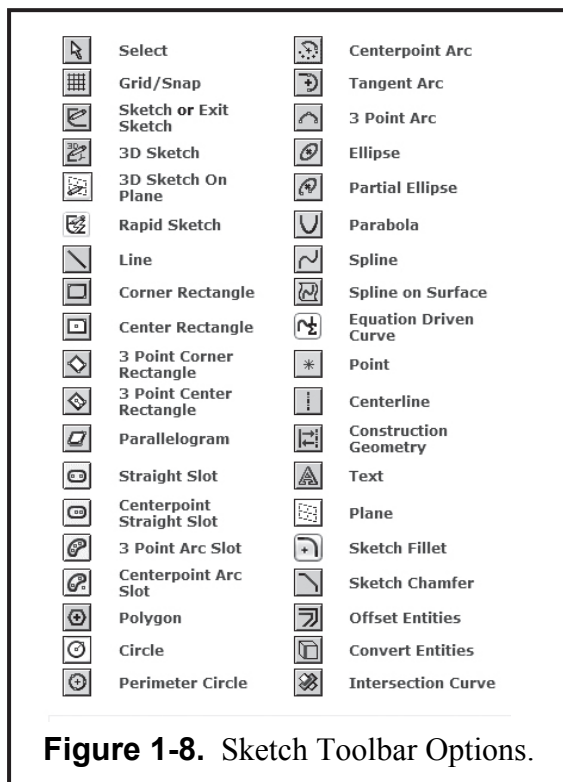 Select
Grid/Snap
Sketch or Exit
Sketch
3D Sketch
3D Sketch On
Plane
Rapid Sketch
Line
Corner Rectangle
Center Rectangle
3 Point Corner
Rectangle
3 Point Center
Rectangle
Parallelogram
Straight Slot
Centerpoint
Straight Slot
3 Point Arc Slot
Centerpoint Arc
Slot
Polygon
Circle
Perimeter Circle
Centerpoint Arc
Tangent Arc
3 Point Arc
Ellipse
Partial Ellipse
Parabola
Spline
Spline on Surface
Equation Driven
Curve
Point
Centerline
Construction
Geometry
Text
Plane
Sketch Fillet
Sketch Chamfer
Offset Entities
Convert Entities
Intersection Curve
Figure 1-8. Sketch Toolbar Options.